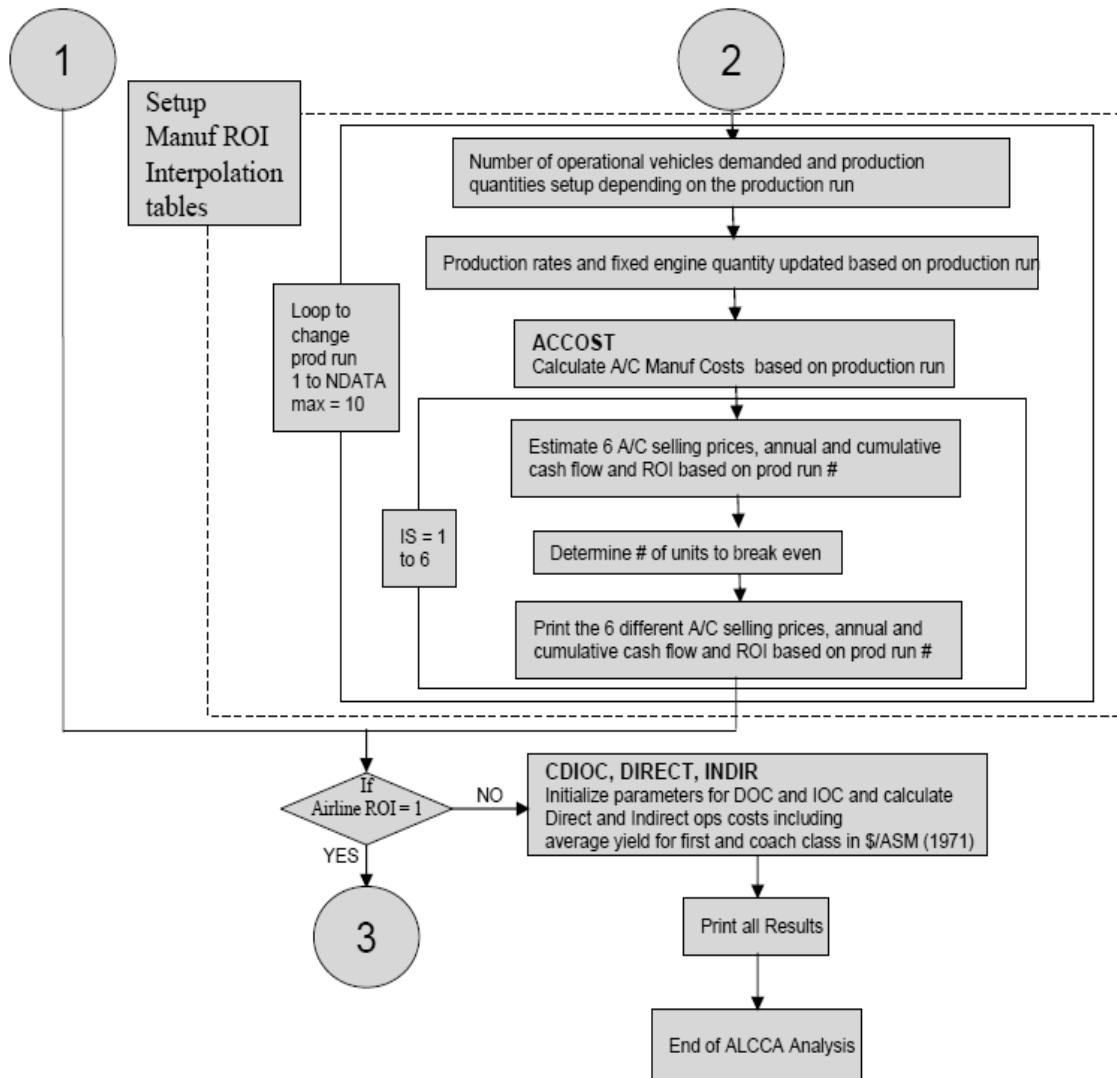 1
2
Setup
Manuf ROI
Interpolation
tables
Number of operational vehicles demanded and production
quantities setup depending on the production run
Production rates and fixed engine quantity updated based on production run
Loop to
change
prod run
1 to NDATA
max = 10
ACCOST
Calculate A/C Manuf Costs based on production run
Estimate 6 A/C selling prices, annual and cumulative
cash flow and ROI based on prod run #
IS = 1
to 6
Determine # of units to break even
Print the 6 different A/C selling prices, annual and
cumulative cash flow and ROI based on prod run #
If
Airline ROI = 1
NO
YES
CDIOC, DIRECT, INDIR
Initialize parameters for DOC and IOC and calculate
Direct and Indirect ops costs including
average yield for first and coach class in $/ASM (1971)
3
Print all Results
End of ALCCA Analysis